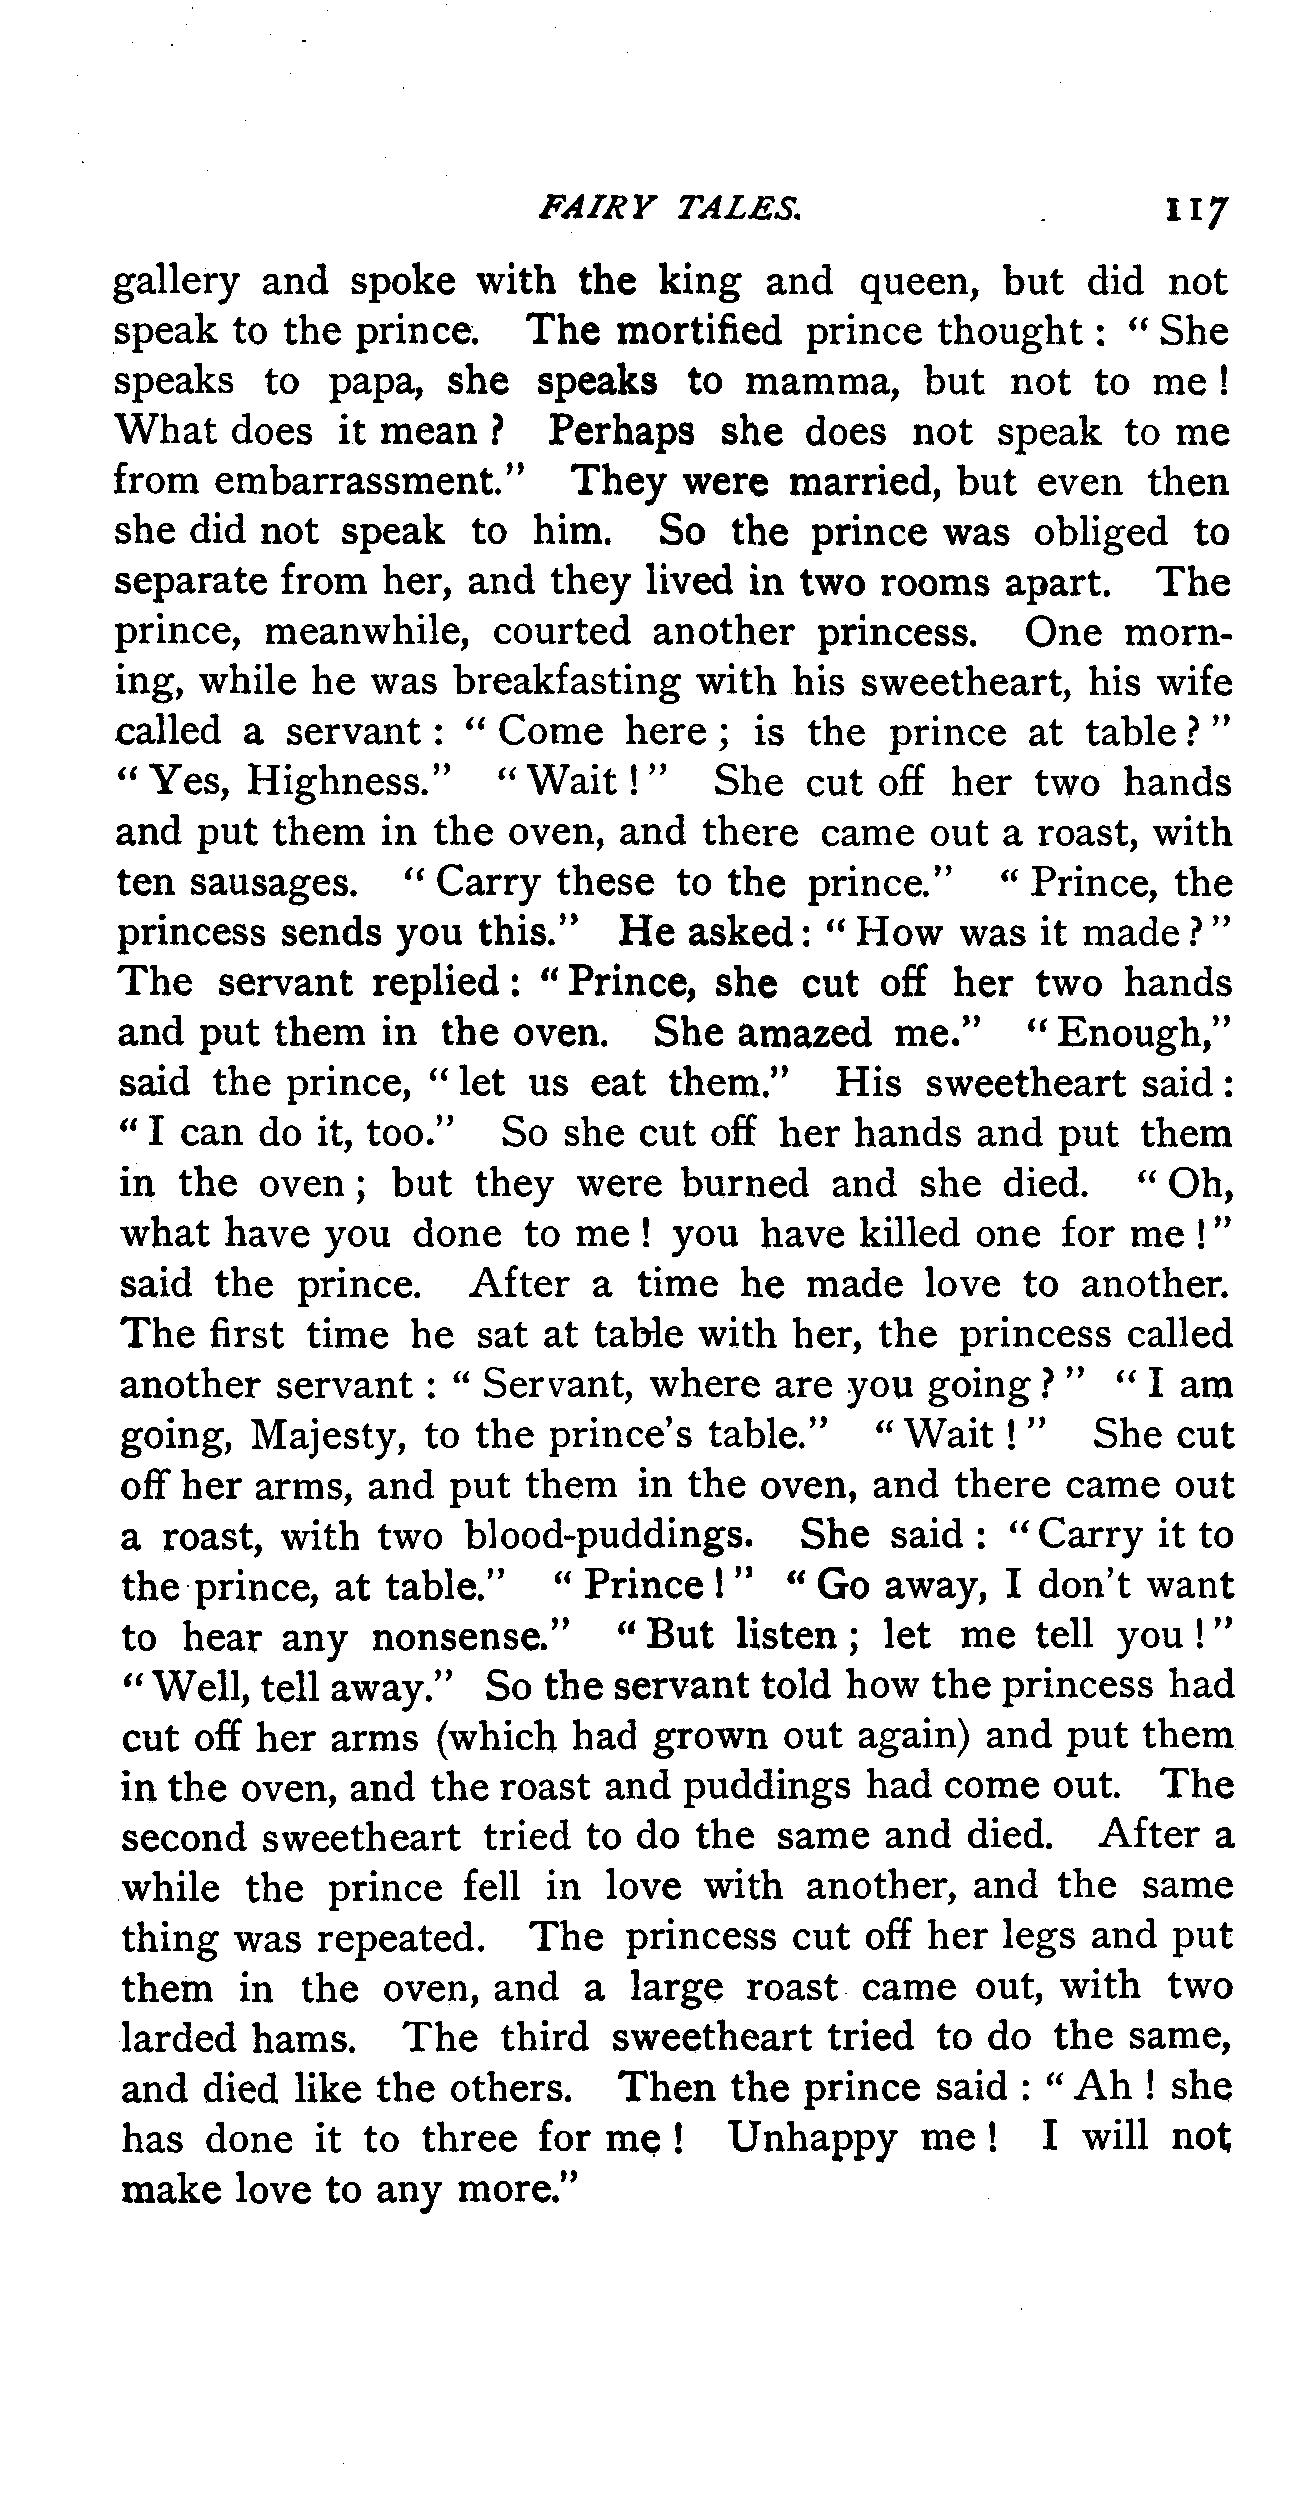 FAIRY TALES. 117
gallery and spoke with the king and queen, but did not
speak to the prince. The mortified prince thought : “ She
speaks to papa, she speaks to mamma, but not to me !
What does it mean ? Perhaps she does not speak to me
from embarrassment.” They were married, but even then
she did not speak to him. So the prince was obliged to
separate from her, and they lived in two rooms apart. The
prince, meanwhile, courted another princess. One morn-
ing, while he was breakfasting with his sweetheart, his wife
called a servant : “ Come here ; is the prince at table ? ”
“ Yes, Highness.” “ Wait ! ” She cut off her two hands
and put them in the oven, and there came out a roast, with
ten sausages. “ Carry these to the prince.” “ Prince, the
princess sends you this.” He asked : “ How was it made ? ”
The servant replied : “ Prince, she cut off her two hands
and put them in the oven. She amazed me.” “ Enough,”
said the prince, “ let us eat them.” His sweetheart said :
“ I can do it, too.” So she cut off her hands and put them
in the oven ; but they were burned and she died. “ Oh,
what have you done to me ! you have killed one for me ! ”
said the prince. After a time he made love to another.
The first time he sat at table with her, the princess called
another servant : “ Servant, where are you going ? ” “ I am
going, Majesty, to the prince's table.” “ Wait ! ” She cut
off her arms, and put them in the oven, and there came out
a roast, with two blood-puddings. She said : “ Carry it to
the prince, at table.” “ Prince ! ” “ Go away, I don't want
to hear any nonsense.” “ But listen ; let me tell you ! ”
“ Well, tell away.” So the servant told how the princess had
cut off her arms (which had grown out again) and put them
in the oven, and the roast and puddings had come out. The
second sweetheart tried to do the same and died. After a
while the prince fell in love with another, and the same
thing was repeated. The princess cut off her legs and put
them in the oven, and a large roast came out, with two
larded hams. The third sweetheart tried to do the same,
and died like the others. Then the prince said : “ Ah ! she
has done it to three for me ! Unhappy me ! I will not
make love to any more.”